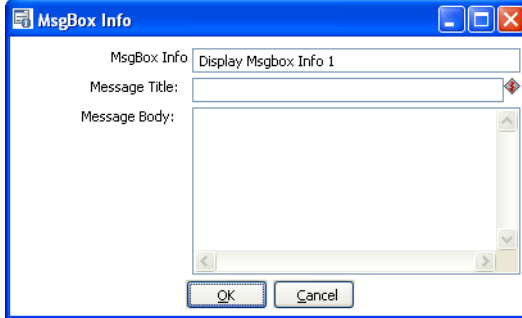 MsgBox Info
MsgBox Info Display Msgbox Info 1
Message Title:
Message Body:
OK Cancel